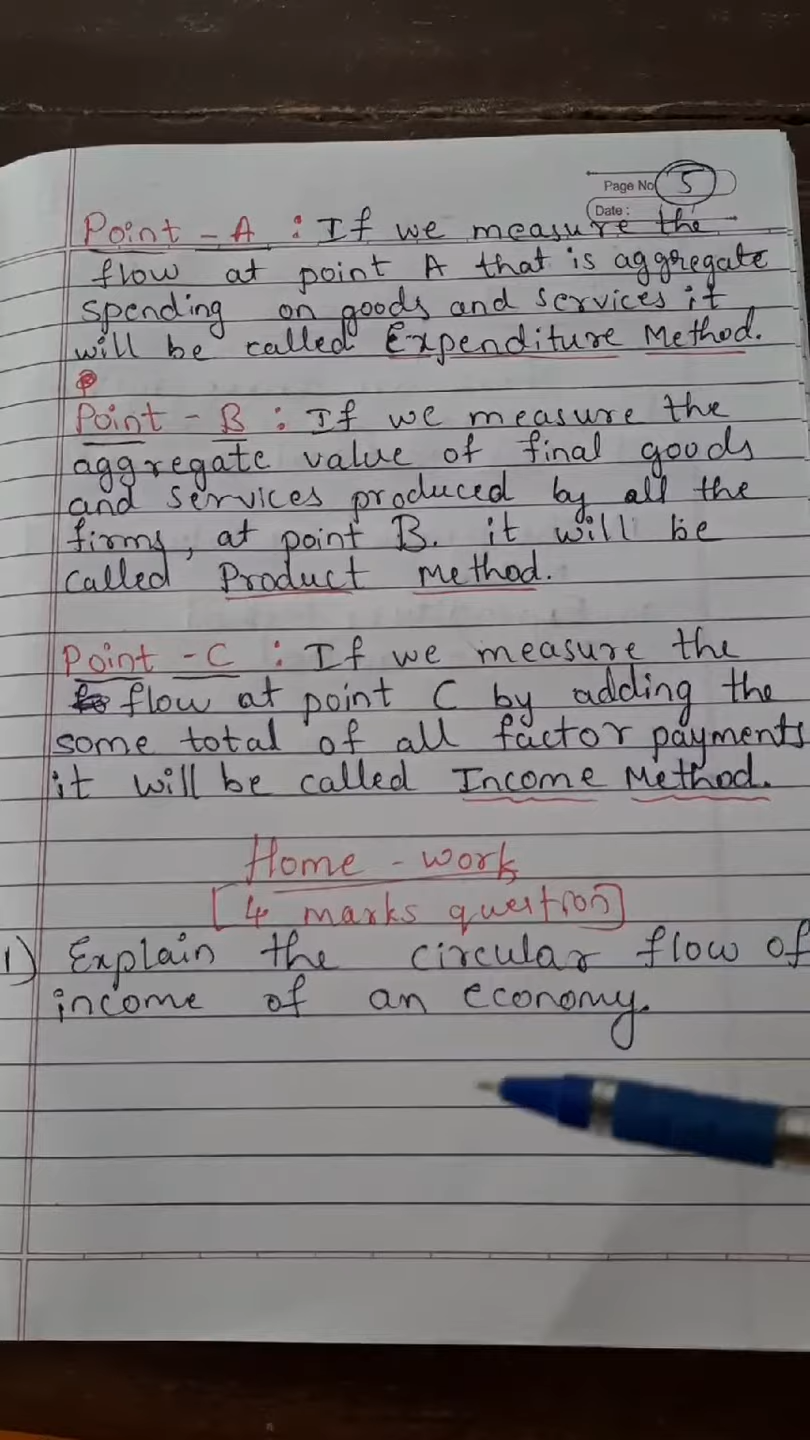 Page No 5
Date :
Point - A : If we measure the
flow at point A that is aggregate
spending on goods and services it
will be called Expenditure Method.
Point - B : If we measure the
aggregate value of final goods
and services produced by all the
firms, at point B. it will be
called Product Method.
Point - C : If we measure the
flow at point C by adding the
some total of all factor payments
it will be called Income Method.
Home - work
[4 marks question]
1) Explain the circular flow of
income of an economy.